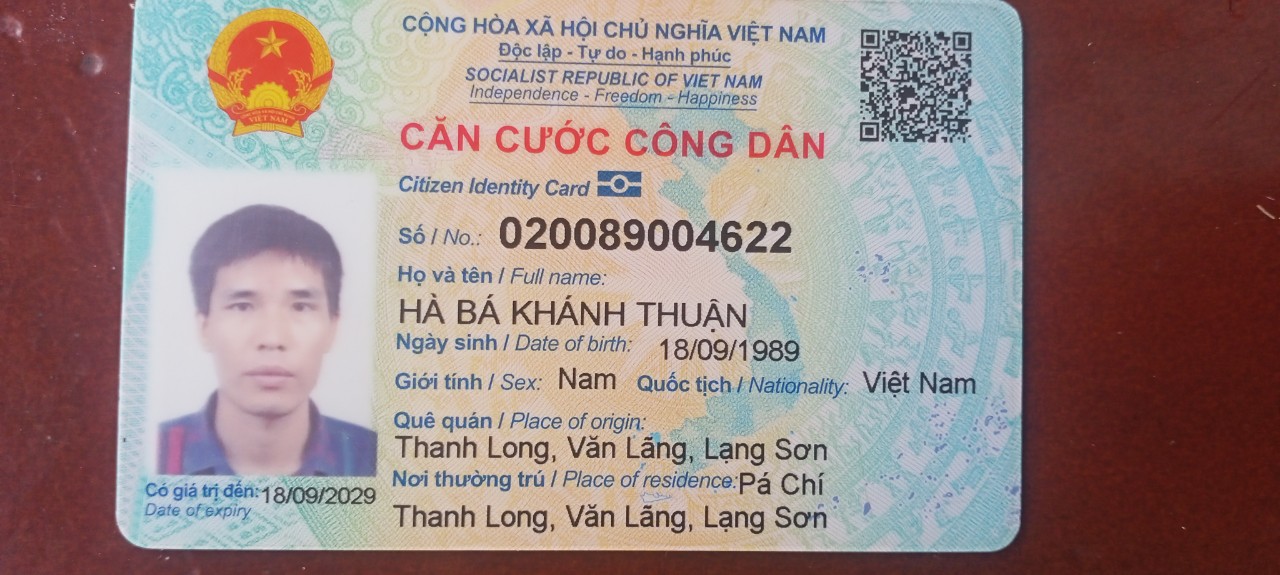 CỘNG HÒA XÃ HỘI CHỦ NGHĨA VIỆT NAM
Độc lập - Tự do - Hạnh phúc
SOCIALIST REPUBLIC OF VIET NAM
Independence - Freedom - Happiness
CĂN CƯỚC CÔNG DÂN
Citizen Identity Card
Số / No.: 020089004622
Họ và tên / Full name:
HÀ BÁ KHÁNH THUẬN
Ngày sinh / Date of birth: 18/09/1989
Giới tính / Sex: Nam Quốc tịch / Nationality: Việt Nam
Quê quán / Place of origin:
Thanh Long, Văn Lãng, Lạng Sơn
Nơi thường trú / Place of residence: Pá Chí
Thanh Long, Văn Lãng, Lạng Sơn
Có giá trị đến: 18/09/2029
Date of expiry
VIỆT NAM